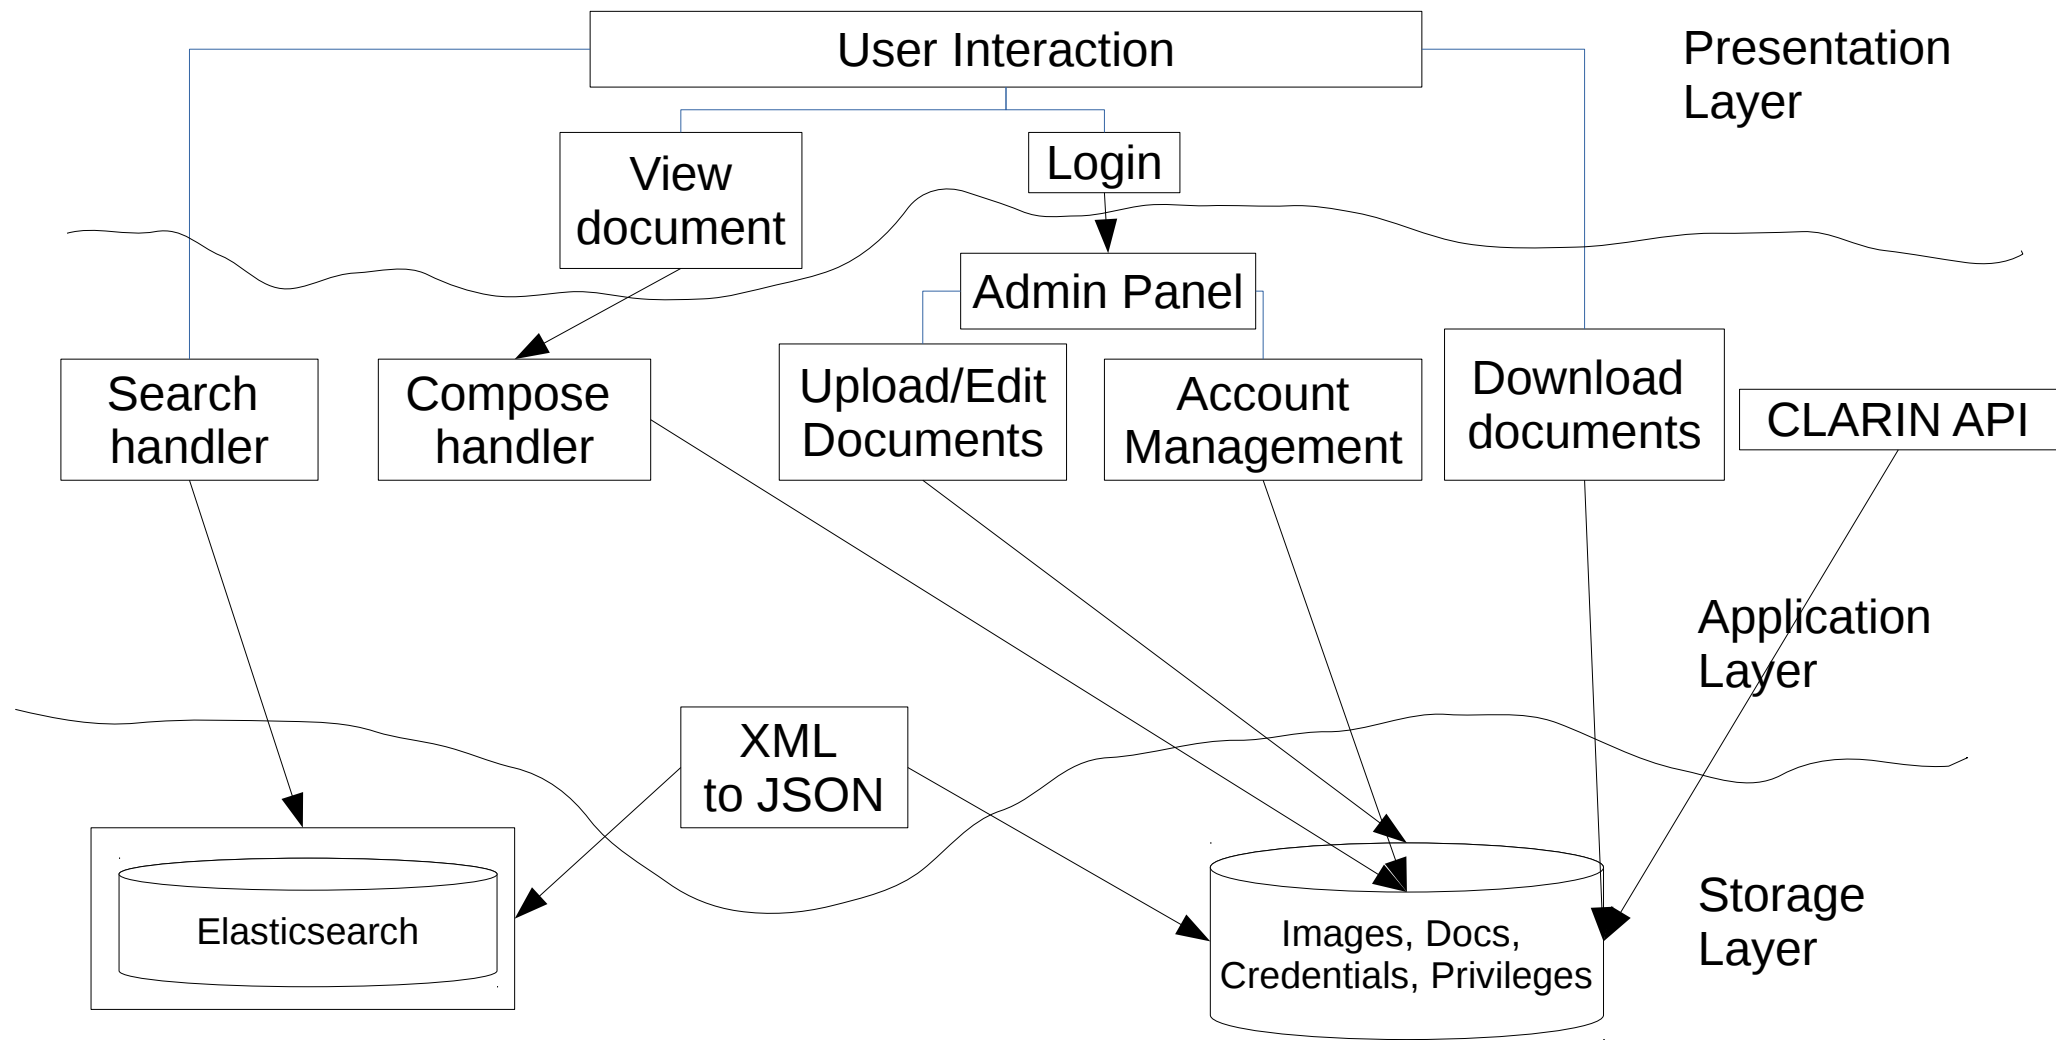 User Interaction
Presentation
Layer
View
document
Login
Admin Panel
Search
handler
Compose
handler
Upload/Edit
Documents
Account
Management
Download
documents
CLARIN API
Application
Layer
XML
to JSON
Elasticsearch
Images, Docs,
Credentials, Privileges
Storage
Layer